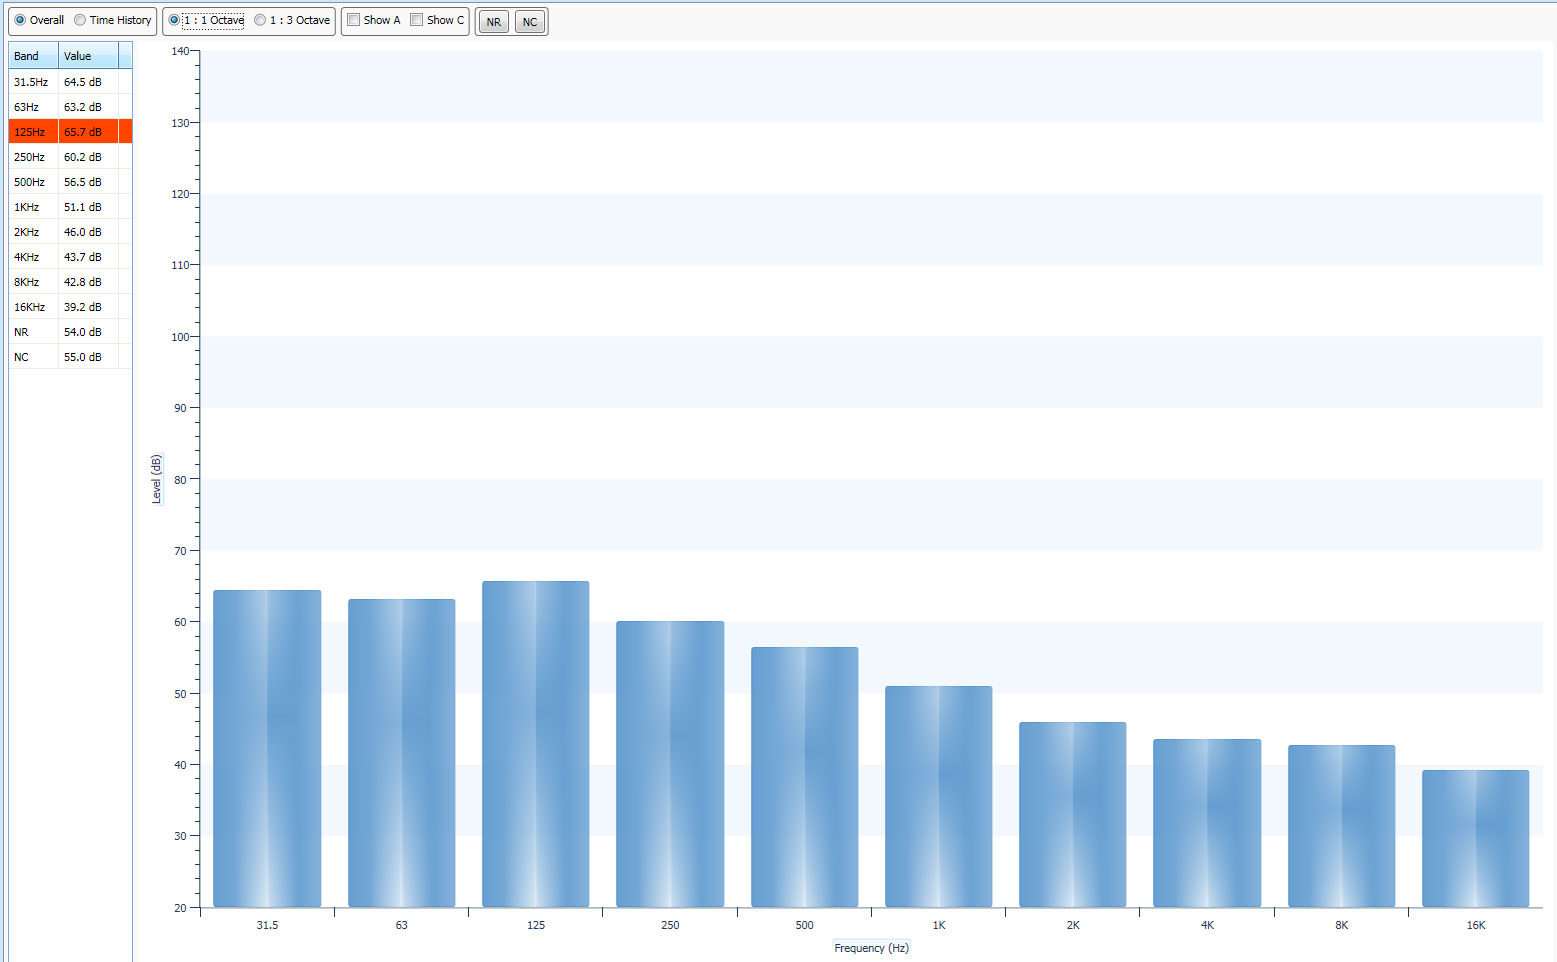 Overall Time History 1 : 1 Octave 1 : 3 Octave Show A Show C NR NC
Band Value
31.5Hz 64.5 dB
63Hz 63.2 dB
125Hz 65.7 dB
250Hz 60.2 dB
500Hz 56.5 dB
1KHz 51.1 dB
2KHz 46.0 dB
4KHz 43.7 dB
8KHz 42.8 dB
16KHz 39.2 dB
NR 54.0 dB
NC 55.0 dB
Level (dB)
140
130
120
110
100
90
80
70
60
50
40
30
20
31.5 63 125 250 500 1K 2K 4K 8K 16K
Frequency (Hz)